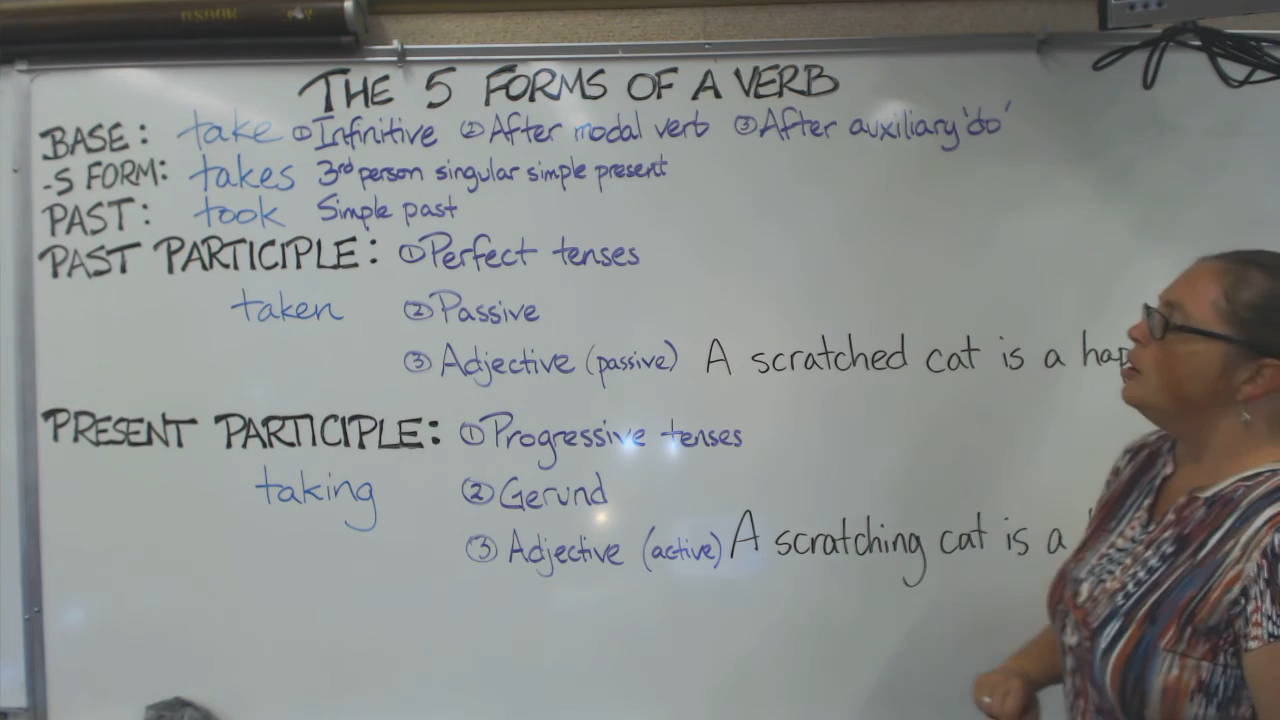 THE 5 FORMS OF A VERB
BASE: take ① Infinitive ② After modal verb ③ After auxiliary 'do'
-S FORM: takes 3rd person singular simple present
PAST: took Simple past
PAST PARTICIPLE: ① Perfect tenses
taken ② Passive
③ Adjective (passive) A scratched cat is a
PRESENT PARTICIPLE: ① Progressive tenses
taking ② Gerund
③ Adjective (active) A scratching cat is a